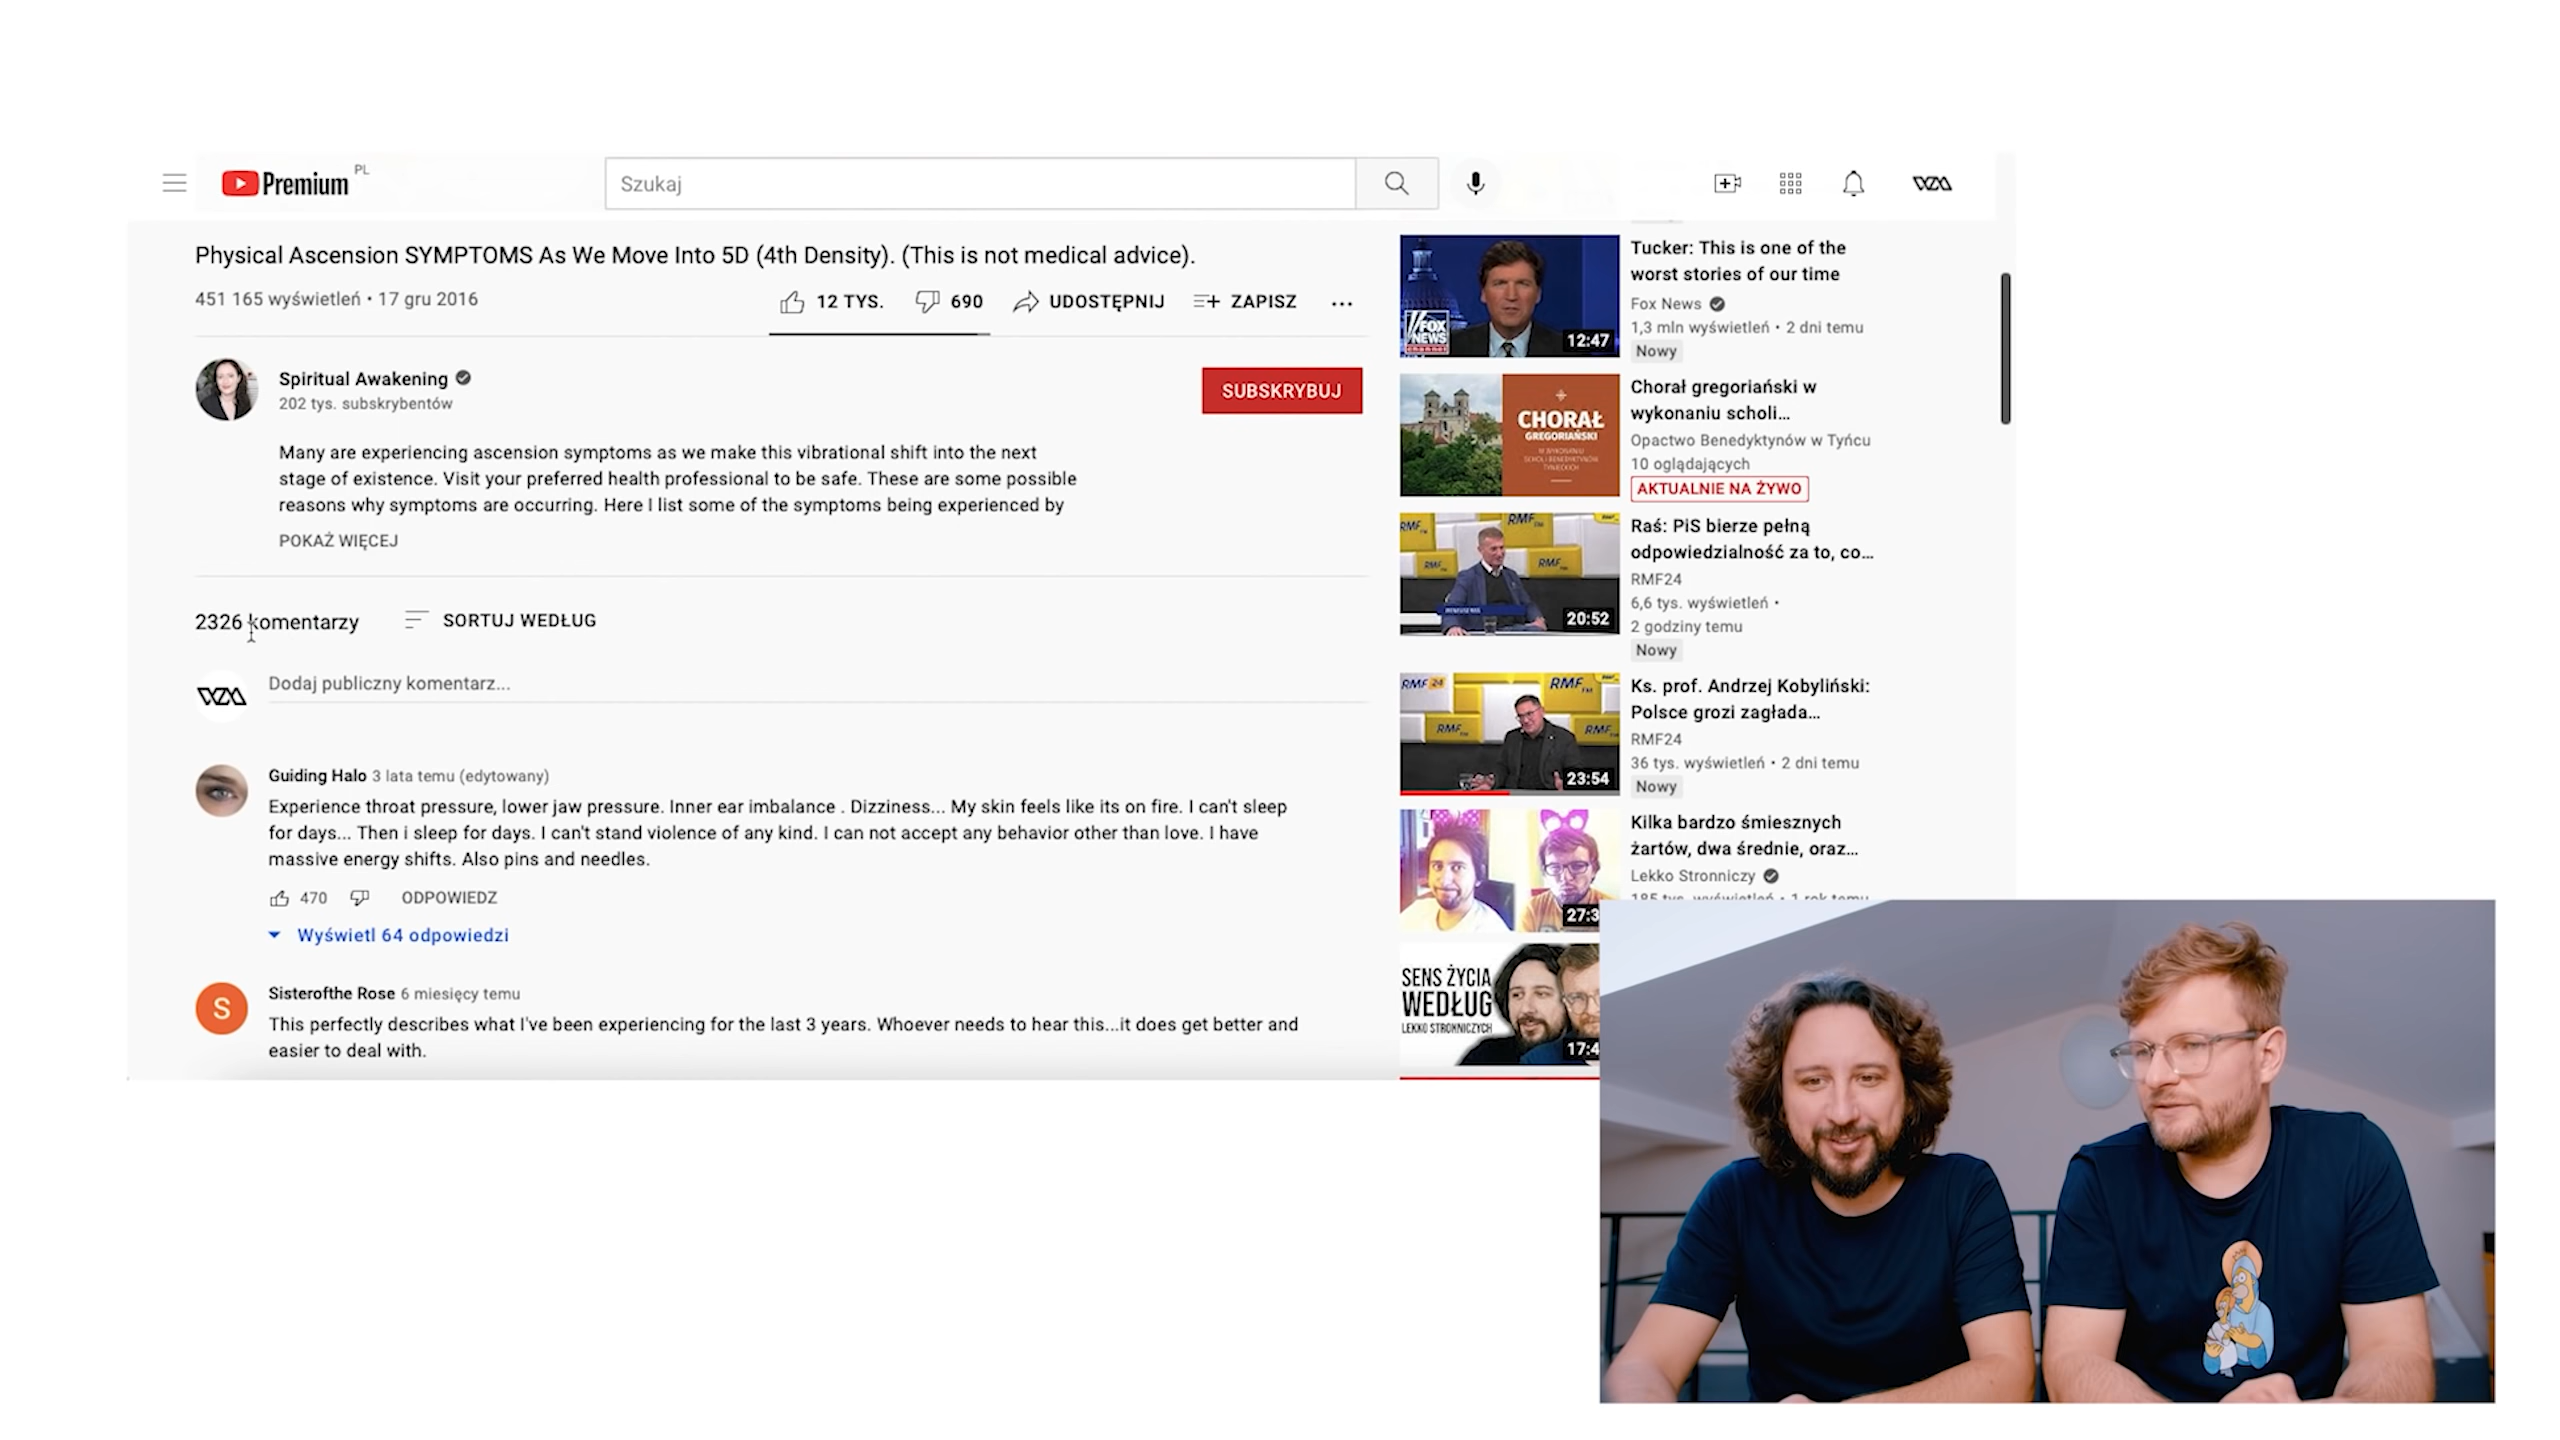 Premium PL
Szukaj
Physical Ascension SYMPTOMS As We Move Into 5D (4th Density). (This is not medical advice).
451 165 wyświetleń • 17 gru 2016
12 TYS.
690
UDOSTĘPNIJ
ZAPISZ
Spiritual Awakening
202 tys. subskrybentów
SUBSKRYBUJ
Many are experiencing ascension symptoms as we make this vibrational shift into the next
stage of existence. Visit your preferred health professional to be safe. These are some possible
reasons why symptoms are occurring. Here I list some of the symptoms being experienced by
POKAŻ WIĘCEJ
2326 komentarzy
SORTUJ WEDŁUG
Dodaj publiczny komentarz...
Guiding Halo 3 lata temu (edytowany)
Experience throat pressure, lower jaw pressure. Inner ear imbalance . Dizziness... My skin feels like its on fire. I can't sleep
for days... Then i sleep for days. I can't stand violence of any kind. I can not accept any behavior other than love. I have
massive energy shifts. Also pins and needles.
470
ODPOWIEDZ
Wyświetl 64 odpowiedzi
S
Sisterofthe Rose 6 miesięcy temu
This perfectly describes what I've been experiencing for the last 3 years. Whoever needs to hear this...it does get better and
easier to deal with.
FOX
NEWS
channel
12:47
Tucker: This is one of the
worst stories of our time
Fox News
1,3 mln wyświetleń • 2 dni temu
Nowy
CHORAŁ
GREGORIAŃSKI
W WYKONANIU
SCHOLI BENEDYKTYNÓW
TYNIECKICH
Chorał gregoriański w
wykonaniu scholi...
Opactwo Benedyktynów w Tyńcu
10 oglądających
AKTUALNIE NA ŻYWO
RMF
RMF FM
RMF
RMF
20:52
Raś: PiS bierze pełną
odpowiedzialność za to, co...
RMF24
6,6 tys. wyświetleń •
2 godziny temu
Nowy
RMF 24
RMF FM
RMF
RMF
23:54
Ks. prof. Andrzej Kobyliński:
Polsce grozi zagłada...
RMF24
36 tys. wyświetleń • 2 dni temu
Nowy
27:3
Kilka bardzo śmiesznych
żartów, dwa średnie, oraz...
Lekko Stronniczy
185 tys. wyświetleń • 1 rok temu
SENS ŻYCIA
WEDŁUG
LEKKO STRONNICZYCH
17:4